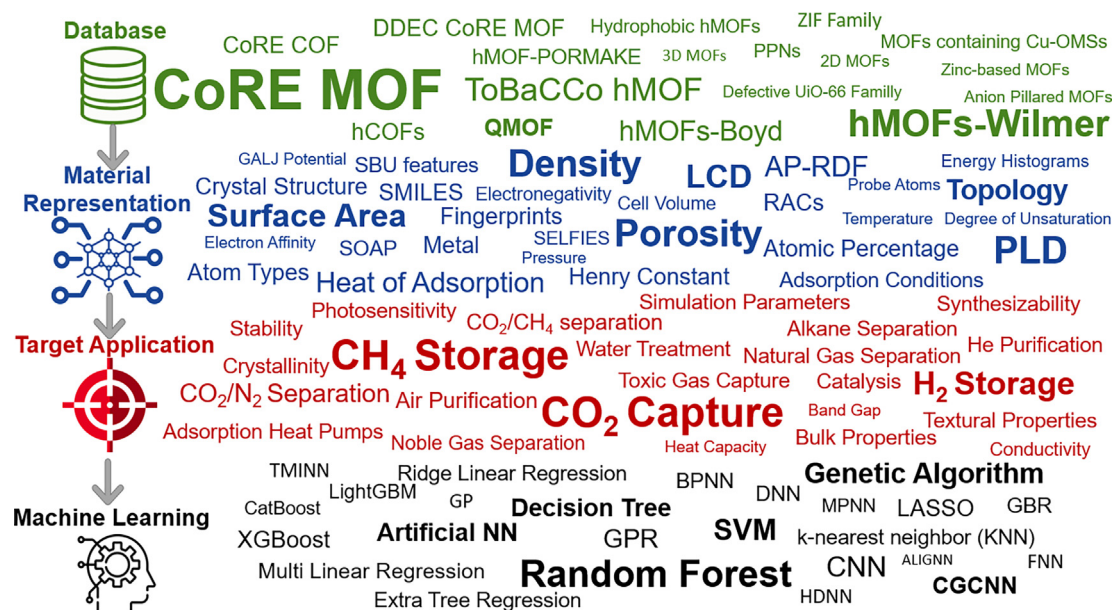 Database
CoRE COF
DDEC CoRE MOF
Hydrophobic hMOFs
ZIF Family
hMOF-PORMAKE
3D MOFs
PPNs
2D MOFs
MOFs containing Cu-OMSs
Zinc-based MOFs
CoRE MOF
ToBaCCo hMOF
Defective UiO-66 Familly
Anion Pillared MOFs
hCOFs
QMOF
hMOFs-Boyd
hMOFs-Wilmer
Material
Representation
GALJ Potential
SBU features
Density
LCD
AP-RDF
Energy Histograms
Crystal Structure
SMILES
Electronegativity
Cell Volume
Probe Atoms
Topology
RACs
Surface Area
Fingerprints
Porosity
Temperature
Degree of Unsaturation
Electron Affinity
SOAP
Metal
SELFIES
Pressure
Atomic Percentage
PLD
Atom Types
Heat of Adsorption
Henry Constant
Adsorption Conditions
Target Application
Photosensitivity
Simulation Parameters
Synthesizability
Stability
CO₂/CH₄ separation
Alkane Separation
Crystallinity
CH₄ Storage
Water Treatment
Natural Gas Separation
He Purification
CO₂/N₂ Separation
Air Purification
Toxic Gas Capture
Catalysis
H₂ Storage
CO₂ Capture
Band Gap
Textural Properties
Adsorption Heat Pumps
Noble Gas Separation
Heat Capacity
Bulk Properties
Conductivity
Machine Learning
TMINN
Ridge Linear Regression
BPNN
Genetic Algorithm
LightGBM
GP
DNN
CatBoost
Decision Tree
MPNN
LASSO
GBR
XGBoost
Artificial NN
GPR
SVM
k-nearest neighbor (KNN)
Multi Linear Regression
Random Forest
CNN
ALIGNN
FNN
CGCNN
Extra Tree Regression
HDNN